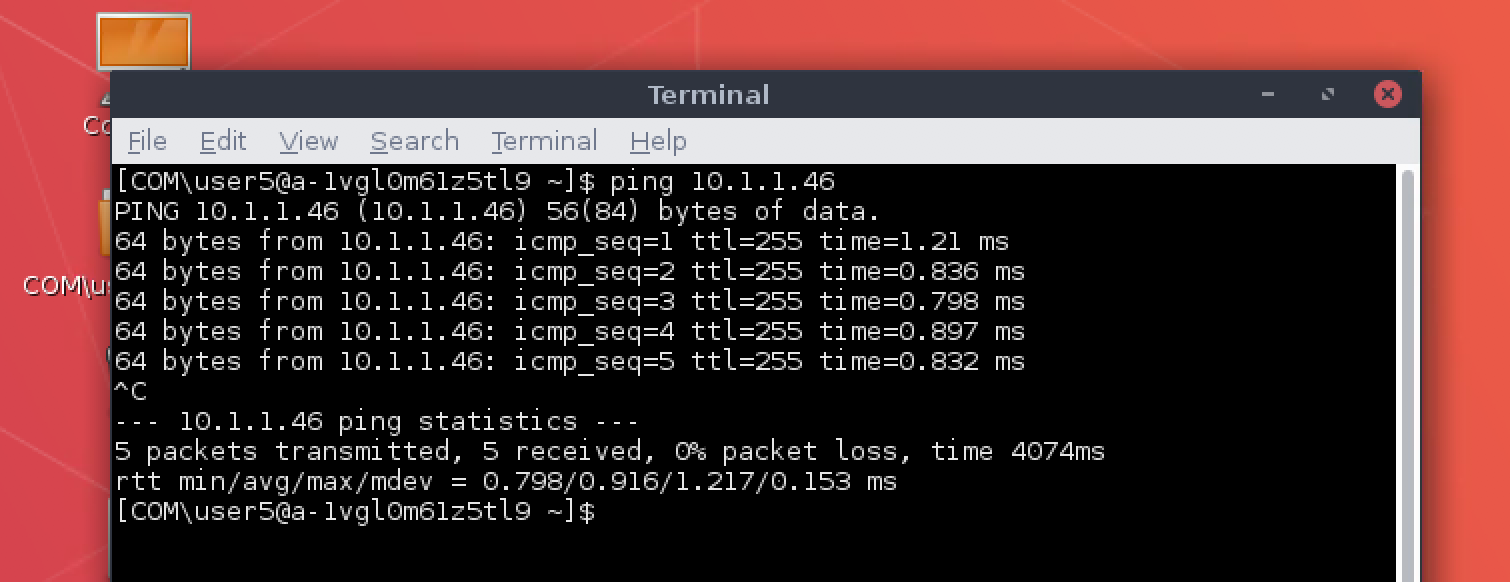 Terminal
File Edit View Search Terminal Help
[COM\user5@a-1vgl0m61z5tl9 ~]$ ping 10.1.1.46
PING 10.1.1.46 (10.1.1.46) 56(84) bytes of data.
64 bytes from 10.1.1.46: icmp_seq=1 ttl=255 time=1.21 ms
64 bytes from 10.1.1.46: icmp_seq=2 ttl=255 time=0.836 ms
64 bytes from 10.1.1.46: icmp_seq=3 ttl=255 time=0.798 ms
64 bytes from 10.1.1.46: icmp_seq=4 ttl=255 time=0.897 ms
64 bytes from 10.1.1.46: icmp_seq=5 ttl=255 time=0.832 ms
^C
--- 10.1.1.46 ping statistics ---
5 packets transmitted, 5 received, 0% packet loss, time 4074ms
rtt min/avg/max/mdev = 0.798/0.916/1.217/0.153 ms
[COM\user5@a-1vgl0m61z5tl9 ~]$